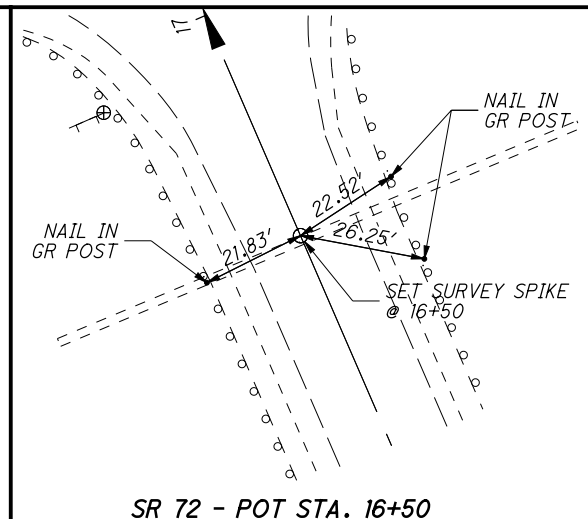 17
NAIL IN
GR POST
22.52'
NAIL IN
GR POST
21.83'
26.25'
SET SURVEY SPIKE
@ 16+50
SR 72 - POT STA. 16+50